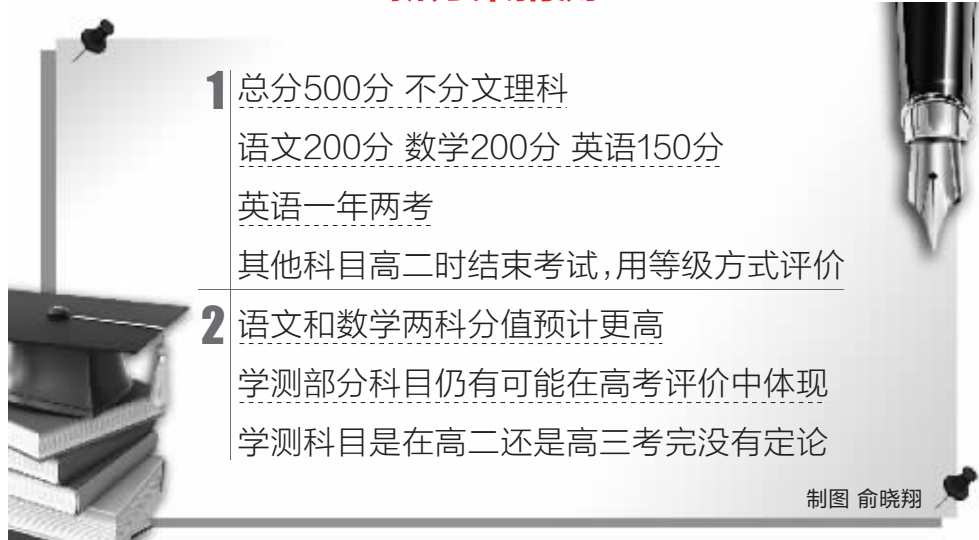 1 总分500分 不分文理科
语文200分 数学200分 英语150分
英语一年两考
其他科目高二时结束考试,用等级方式评价
2 语文和数学两科分值预计更高
学测部分科目仍有可能在高考评价中体现
学测科目是在高二还是高三考完没有定论
制图 俞晓翔